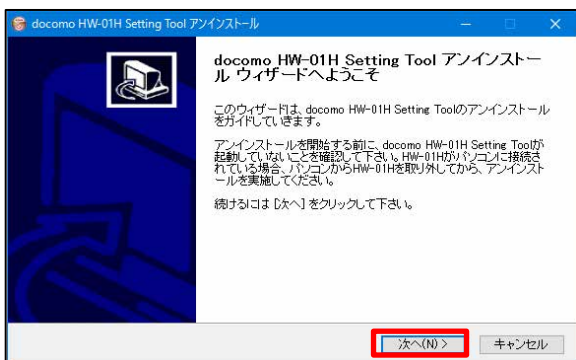 docomo HW-01H Setting Tool アンインストール
docomo HW-01H Setting Tool アンインストー
ル ウィザードへようこそ
このウィザードは、docomo HW-01H Setting Toolのアンインストール
をガイドしていきます。
アンインストールを開始する前に、docomo HW-01H Setting Toolが
起動していないことを確認して下さい。HW-01Hがパソコンに接続さ
れている場合、パソコンからHW-01Hを取り外してから、アンインスト
ールを実施してください。
続けるには [次へ] をクリックして下さい。
次へ(N) >
キャンセル